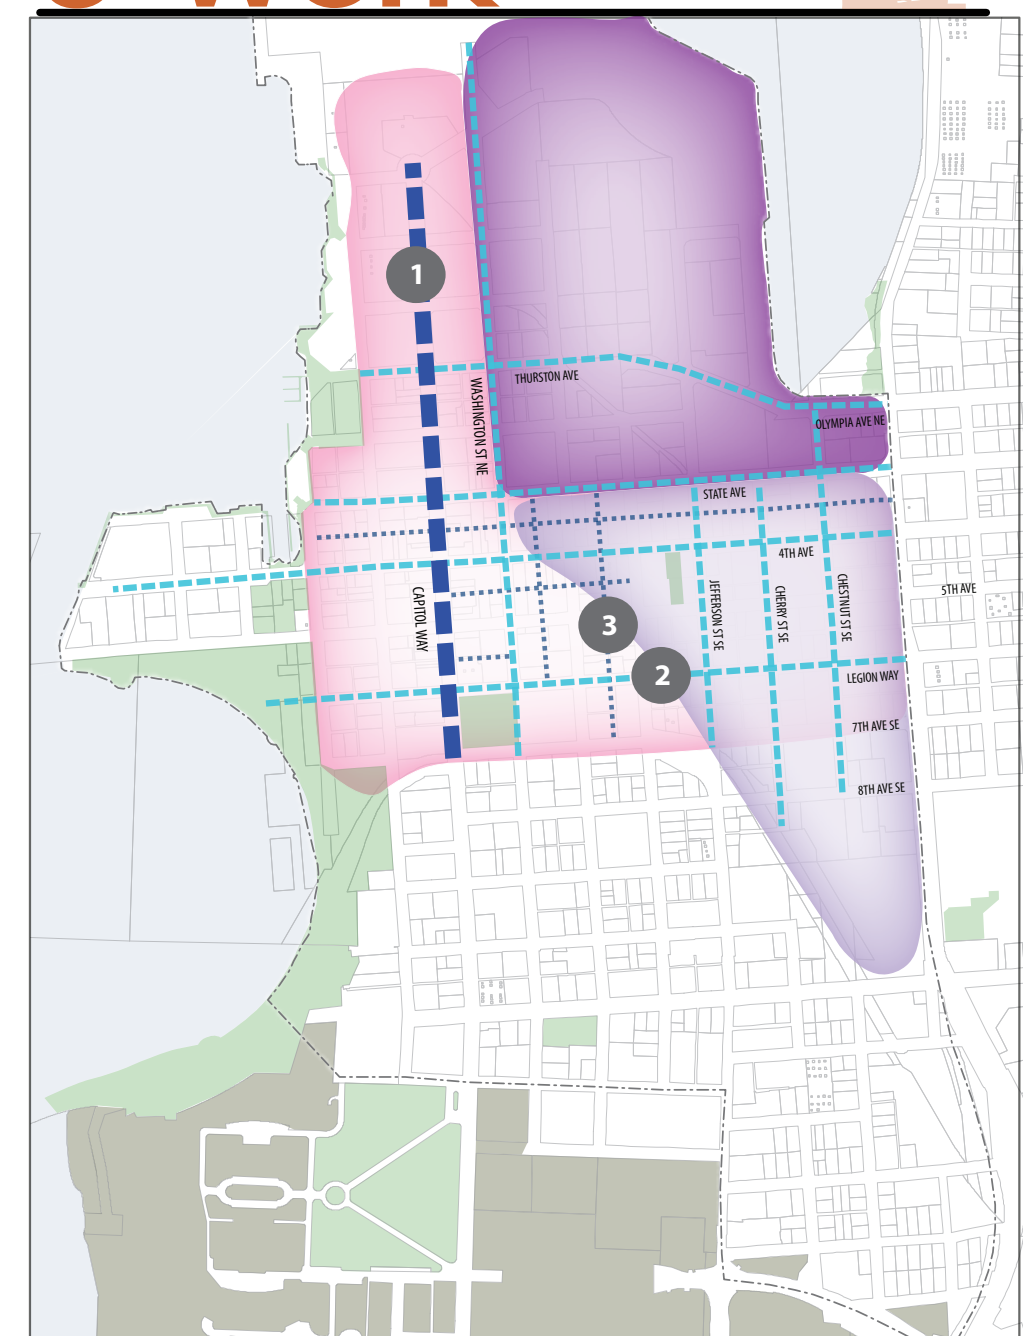 1
THURSTON AVE
WASHINGTON ST NE
OLYMPIA AVE NE
STATE AVE
4TH AVE
5TH AVE
CAPITOL WAY
JEFFERSON ST SE
CHERRY ST SE
CHESTNUT ST SE
3
2
LEGION WAY
7TH AVE SE
8TH AVE SE